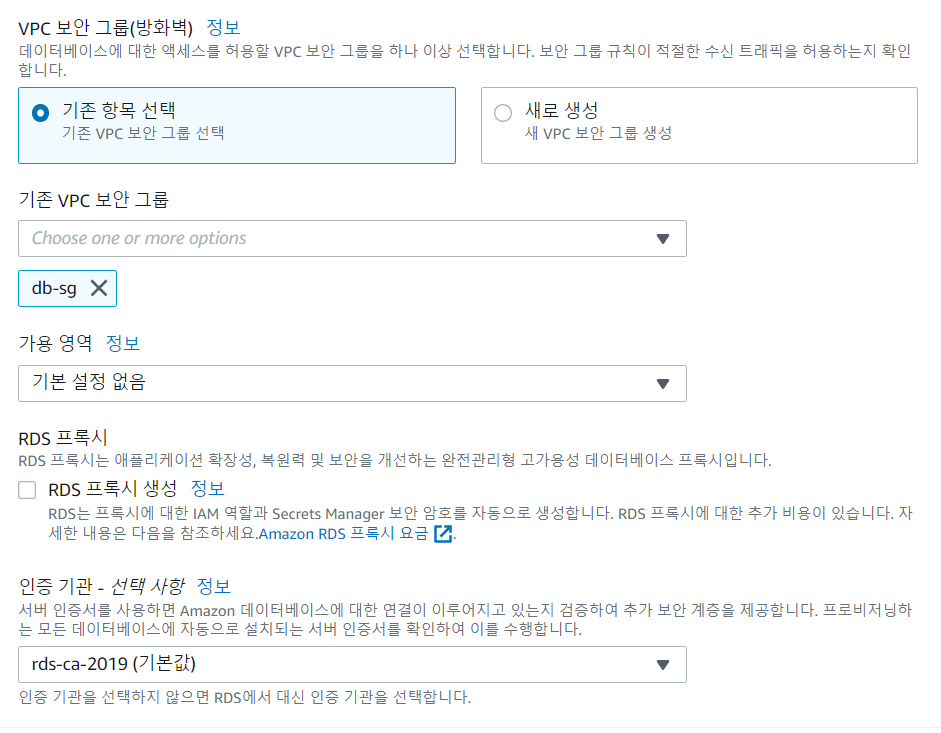 VPC 보안 그룹(방화벽) 정보
데이터베이스에 대한 액세스를 허용할 VPC 보안 그룹을 하나 이상 선택합니다. 보안 그룹 규칙이 적절한 수신 트래픽을 허용하는지 확인
합니다.
기존 항목 선택
기존 VPC 보안 그룹 선택
새로 생성
새 VPC 보안 그룹 생성
기존 VPC 보안 그룹
Choose one or more options
db-sg
가용 영역 정보
기본 설정 없음
RDS 프록시
RDS 프록시는 애플리케이션 확장성, 복원력 및 보안을 개선하는 완전관리형 고가용성 데이터베이스 프록시입니다.
RDS 프록시 생성 정보
RDS는 프록시에 대한 IAM 역할과 Secrets Manager 보안 암호를 자동으로 생성합니다. RDS 프록시에 대한 추가 비용이 있습니다. 자
세한 내용은 다음을 참조하세요.Amazon RDS 프록시 요금.
인증 기관 - 선택 사항 정보
서버 인증서를 사용하면 Amazon 데이터베이스에 대한 연결이 이루어지고 있는지 검증하여 추가 보안 계층을 제공합니다. 프로비저닝하
는 모든 데이터베이스에 자동으로 설치되는 서버 인증서를 확인하여 이를 수행합니다.
rds-ca-2019 (기본값)
인증 기관을 선택하지 않으면 RDS에서 대신 인증 기관을 선택합니다.